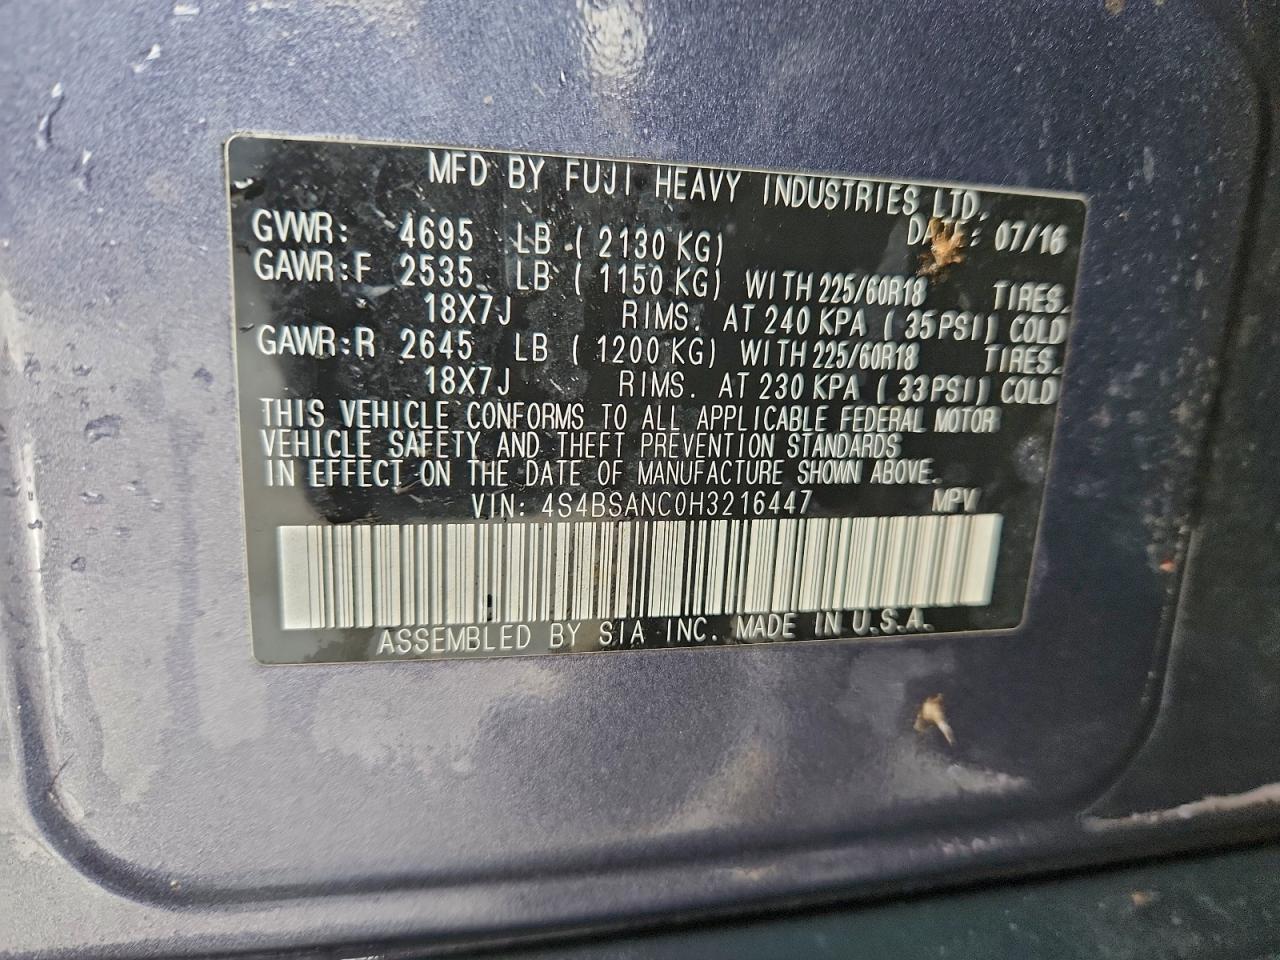 MFD BY FUJI HEAVY INDUSTRIES LTD.
DATE: 07/16
GVWR: 4695 LB ( 2130 KG)
GAWR:F 2535 LB ( 1150 KG) WITH 225/60R18 TIRES.
18X7J RIMS. AT 240 KPA ( 35PSI) COLD
GAWR:R 2645 LB ( 1200 KG) WITH 225/60R18 TIRES.
18X7J RIMS. AT 230 KPA ( 33PSI) COLD
THIS VEHICLE CONFORMS TO ALL APPLICABLE FEDERAL MOTOR
VEHICLE SAFETY AND THEFT PREVENTION STANDARDS
IN EFFECT ON THE DATE OF MANUFACTURE SHOWN ABOVE.
VIN: 4S4BSANC0H3216447 MPV
ASSEMBLED BY SIA INC. MADE IN U.S.A.